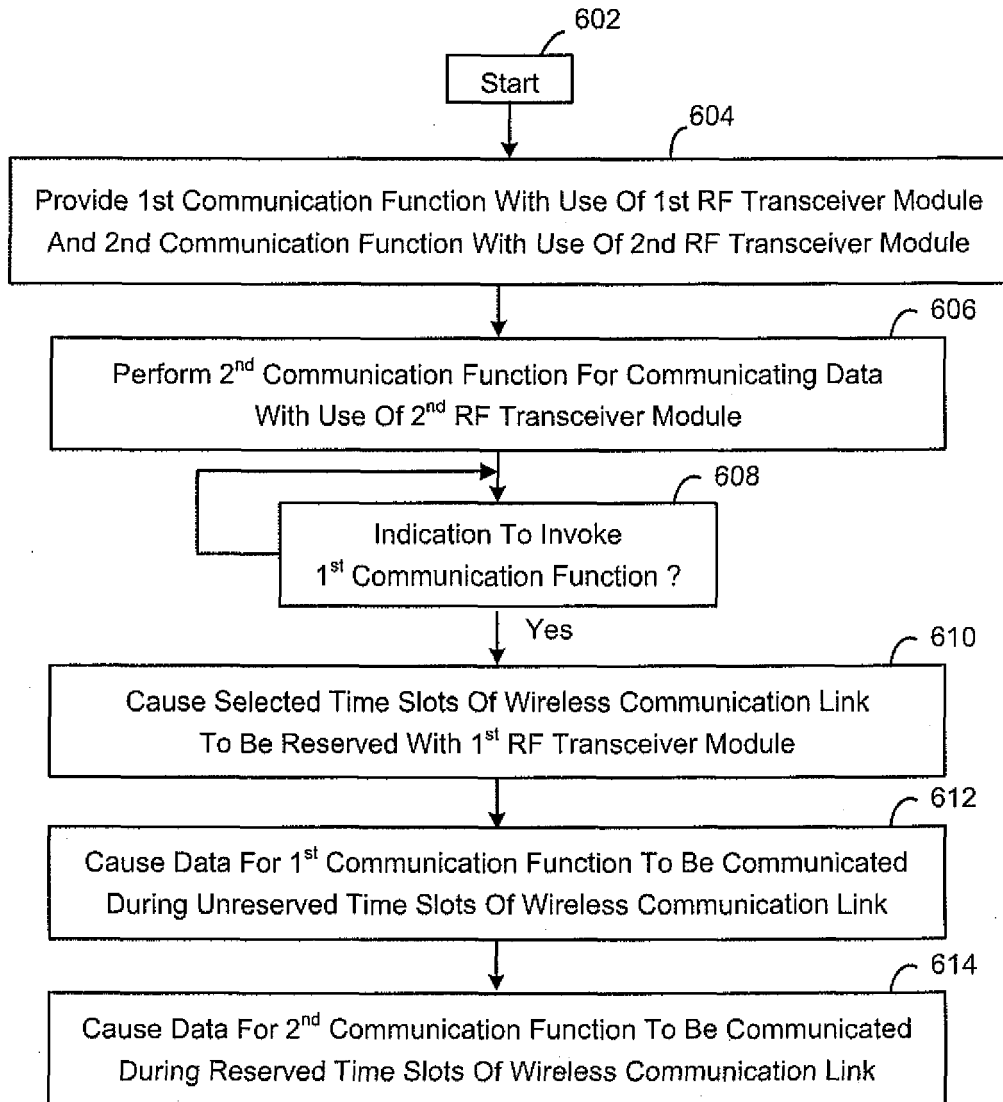 602
Start
604
Provide 1st Communication Function With Use Of 1st RF Transceiver Module
And 2nd Communication Function With Use Of 2nd RF Transceiver Module
606
Perform 2nd Communication Function For Communicating Data
With Use Of 2nd RF Transceiver Module
608
Indication To Invoke
1st Communication Function ?
Yes
610
Cause Selected Time Slots Of Wireless Communication Link
To Be Reserved With 1st RF Transceiver Module
612
Cause Data For 1st Communication Function To Be Communicated
During Unreserved Time Slots Of Wireless Communication Link
614
Cause Data For 2nd Communication Function To Be Communicated
During Reserved Time Slots Of Wireless Communication Link